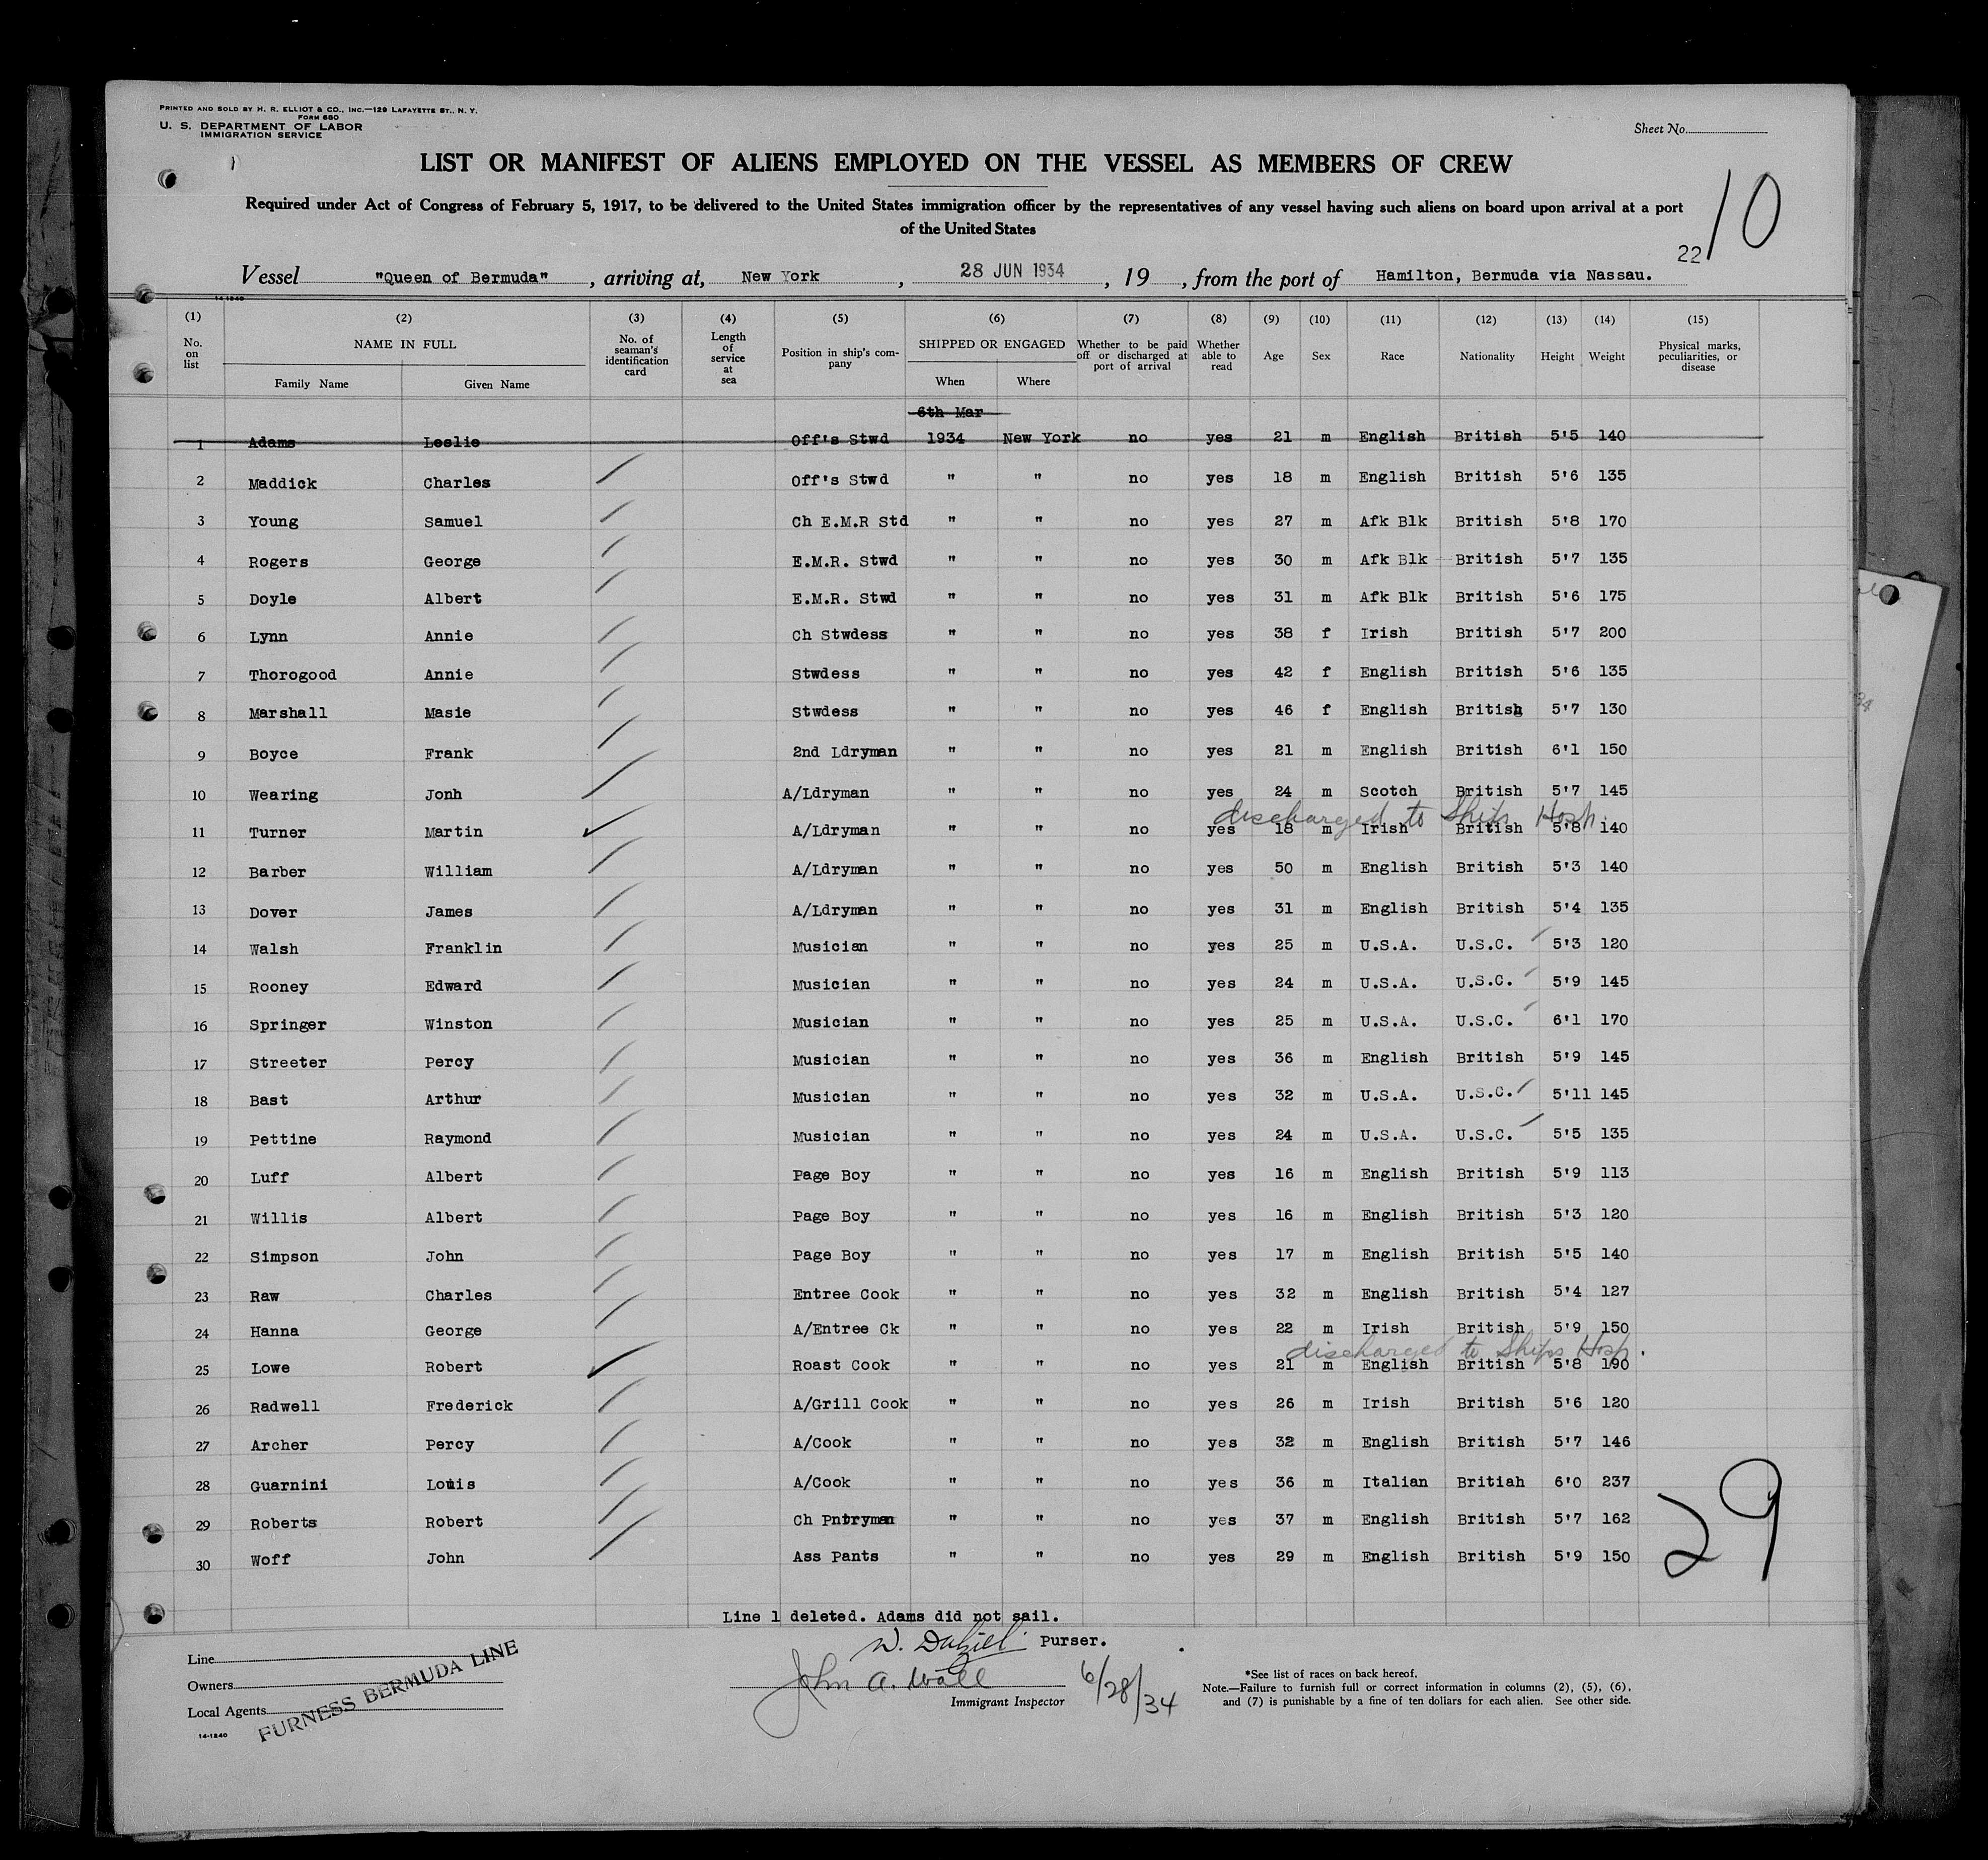 PRINTED AND SOLD BY H. R. ELLIOT & CO., INC.—129 LAFAYETTE ST., N. Y.
FORM 680
U. S. DEPARTMENT OF LABOR
IMMIGRATION SERVICE
Sheet No.
LIST OR MANIFEST OF ALIENS EMPLOYED ON THE VESSEL AS MEMBERS OF CREW
10
Required under Act of Congress of February 5, 1917, to be delivered to the United States immigration officer by the representatives of any vessel having such aliens on board upon arrival at a port
of the United States
22
Vessel "Queen of Bermuda", arriving at, New York, 28 JUN 1934, 19, from the port of Hamilton, Bermuda via Nassau.
14-1240
(1) (2) (3) (4) (5) (6) (7) (8) (9) (10) (11) (12) (13) (14) (15)
No. on list NAME IN FULL Family Name Given Name No. of seaman's identification card Length of service at sea Position in ship's company SHIPPED OR ENGAGED When Where Whether to be paid off or discharged at port of arrival Whether able to read Age Sex Race Nationality Height Weight Physical marks, peculiarities, or disease
6th Mar
1 Adams Leslie Off's Stwd 1934 New York no yes 21 m English British 5'5 140
2 Maddick Charles Off's Stwd " " no yes 18 m English British 5'6 135
3 Young Samuel Ch E.M.R Std " " no yes 27 m Afk Blk British 5'8 170
4 Rogers George E.M.R. Stwd " " no yes 30 m Afk Blk British 5'7 135
5 Doyle Albert E.M.R. Stwd " " no yes 31 m Afk Blk British 5'6 175
6 Lynn Annie Ch Stwdess " " no yes 38 f Irish British 5'7 200
7 Thorogood Annie Stwdess " " no yes 42 f English British 5'6 135
8 Marshall Masie Stwdess " " no yes 46 f English British 5'7 130
9 Boyce Frank 2nd Ldryman " " no yes 21 m English British 6'1 150
10 Wearing Jonh A/Ldryman " " no yes 24 m Scotch British 5'7 145
discharged to Ships Hosp.
11 Turner Martin A/Ldryman " " no yes 18 m Irish British 5'8 140
12 Barber William A/Ldryman " " no yes 50 m English British 5'3 140
13 Dover James A/Ldryman " " no yes 31 m English British 5'4 135
14 Walsh Franklin Musician " " no yes 25 m U.S.A. U.S.C. 5'3 120
15 Rooney Edward Musician " " no yes 24 m U.S.A. U.S.C. 5'9 145
16 Springer Winston Musician " " no yes 25 m U.S.A. U.S.C. 6'1 170
17 Streeter Percy Musician " " no yes 36 m English British 5'9 145
18 Bast Arthur Musician " " no yes 32 m U.S.A. U.S.C. 5'11 145
19 Pettine Raymond Musician " " no yes 24 m U.S.A. U.S.C. 5'5 135
20 Luff Albert Page Boy " " no yes 16 m English British 5'9 113
21 Willis Albert Page Boy " " no yes 16 m English British 5'3 120
22 Simpson John Page Boy " " no yes 17 m English British 5'5 140
23 Raw Charles Entree Cook " " no yes 32 m English British 5'4 127
24 Hanna George A/Entree Ck " " no yes 22 m Irish British 5'9 150
discharged to Ships Hosp.
25 Lowe Robert Roast Cook " " no yes 21 m English British 5'8 190
26 Radwell Frederick A/Grill Cook " " no yes 26 m Irish British 5'6 120
27 Archer Percy A/Cook " " no yes 32 m English British 5'7 146
28 Guarnini Louis A/Cook " " no yes 36 m Italian Britiah 6'0 237
29 Roberts Robert Ch Pntryman " " no yes 37 m English British 5'7 162
30 Woff John Ass Pants " " no yes 29 m English British 5'9 150
29
Line 1 deleted. Adams did not sail.
W. Dalziel Purser.
John A. Wall 6/28/34
Immigrant Inspector
Line
Owners
Local Agents
FURNESS BERMUDA LINE
14-1240
*See list of races on back hereof.
Note.—Failure to furnish full or correct information in columns (2), (5), (6),
and (7) is punishable by a fine of ten dollars for each alien. See other side.